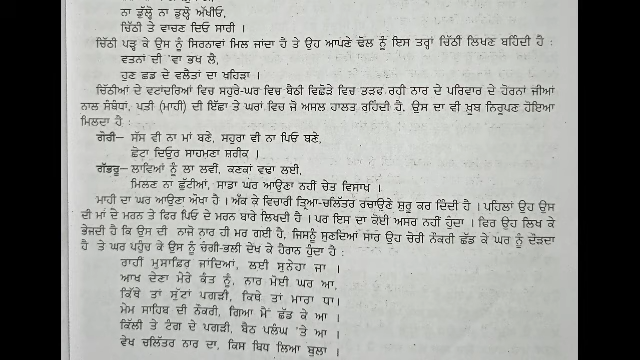 ਨਾ ਡੁੱਲ੍ਹੋ ਨਾ ਡੁਲ੍ਹੋ ਅੱਖੀਓ,
ਚਿੱਠੀ ਤੇ ਵਾਚਣ ਦਿਓ ਸਾਰੀ ।
ਚਿੱਠੀ ਪੜ੍ਹ ਕੇ ਉਸ ਨੂੰ ਸਿਰਨਾਵਾਂ ਮਿਲ ਜਾਂਦਾ ਹੈ ਤੇ ਉਹ ਆਪਣੇ ਢੋਲ ਨੂੰ ਇਸ ਤਰ੍ਹਾਂ ਚਿੱਠੀ ਲਿਖਣ ਬਹਿੰਦੀ ਹੈ :
ਵਤਨਾਂ ਦੀ 'ਵਾ ਭਖ ਲੈ,
ਹੁਣ ਛਡ ਦੇ ਵਲੈਤਾਂ ਦਾ ਖਹਿੜਾ ।
ਚਿੱਠੀਆਂ ਦੇ ਵਟਾਂਦਰਿਆਂ ਵਿਚ ਸਹੁਰੇ-ਘਰ ਵਿਚ ਬੈਠੀ ਵਿਛੋੜੇ ਵਿਚ ਤੜਫ ਰਹੀ ਨਾਰ ਦੇ ਪਰਿਵਾਰ ਦੇ ਹੋਰਨਾਂ ਜੀਆਂ
ਨਾਲ ਸੰਬੰਧਾਂ, ਪਤੀ (ਮਾਹੀ) ਦੀ ਇੱਛਾ ਤੇ ਘਰਾਂ ਵਿਚ ਜੋ ਅਸਲ ਹਾਲਤ ਰਹਿੰਦੀ ਹੈ, ਉਸ ਦਾ ਵੀ ਖ਼ੂਬ ਨਿਰੂਪਣ ਹੋਇਆ
ਮਿਲਦਾ ਹੈ :
ਗੋਰੀ– ਸੱਸ ਵੀ ਨਾ ਮਾਂ ਬਣੇ, ਸਹੁਰਾ ਵੀ ਨਾ ਪਿਓ ਬਣੇ,
ਛੋਟਾ ਦਿਓਰ ਸਾਹਮਣਾ ਸ਼ਰੀਕ ।
ਗੱਭਰੂ– ਲਾਵਿਆਂ ਨੂੰ ਲਾ ਲਵੀਂ, ਕਣਕਾਂ ਵਢਾ ਲਈਂ,
ਮਿਲਣ ਨਾ ਛੁੱਟੀਆਂ, ਸਾਡਾ ਘਰ ਆਉਣਾ ਨਹੀਂ ਚੇਤ ਵਿਸਾਖ ।
ਮਾਹੀ ਦਾ ਘਰ ਆਉਣਾ ਔਖਾ ਹੈ । ਅੱਕ ਕੇ ਵਿਚਾਰੀ ਤ੍ਰਿਆ-ਚਲਿੱਤਰ ਰਚਾਉਣੇ ਸ਼ੁਰੂ ਕਰ ਦਿੰਦੀ ਹੈ । ਪਹਿਲਾਂ ਉਹ ਉਸ
ਦੀ ਮਾਂ ਦੇ ਮਰਨ ਤੇ ਫਿਰ ਪਿਓ ਦੇ ਮਰਨ ਬਾਰੇ ਲਿਖਦੀ ਹੈ । ਪਰ ਇਸ ਦਾ ਕੋਈ ਅਸਰ ਨਹੀਂ ਹੁੰਦਾ । ਫਿਰ ਉਹ ਲਿਖ ਕੇ
ਭੇਜਦੀ ਹੈ ਕਿ ਉਸ ਦੀ ਨਾਜੋ ਨਾਰ ਹੀ ਮਰ ਗਈ ਹੈ, ਜਿਸਨੂੰ ਸੁਣਦਿਆਂ ਸਾਰ ਉਹ ਚੋਰੀ ਨੌਕਰੀ ਛੱਡ ਕੇ ਘਰ ਨੂੰ ਦੌੜਦਾ
ਹੈ ਤੇ ਘਰ ਪਹੁੰਚ ਕੇ ਉਸ ਨੂੰ ਚੰਗੀ-ਭਲੀ ਦੇਖ ਕੇ ਹੈਰਾਨ ਹੁੰਦਾ ਹੈ :
ਰਾਹੀਂ ਮੁਸਾਫ਼ਿਰ ਜਾਂਦਿਆਂ, ਲਈ ਸੁਨੇਹਾ ਜਾ ।
ਆਖ ਦੇਣਾ ਮੇਰੇ ਕੰਤ ਨੂੰ, ਨਾਰ ਮੋਈ ਘਰ ਆ,
ਕਿੱਥੇ ਤਾਂ ਸੁੱਟਾਂ ਪਗੜੀ, ਕਿਥੇ ਤਾਂ ਮਾਰਾ ਧਾ।
ਮੇਮ ਸਾਹਿਬ ਦੀ ਨੌਕਰੀ, ਗਿਆ ਮੈਂ ਛੱਡ ਕੇ ਆ ।
ਕਿੱਲੀ ਤੇ ਟੰਗ ਦੇ ਪਗੜੀ, ਬੈਠ ਪਲੰਘ 'ਤੇ ਆ ।
ਵੇਖ ਚਲਿੱਤਰ ਨਾਰ ਦਾ, ਕਿਸ ਬਿਧ ਲਿਆ ਬੁਲਾ ।